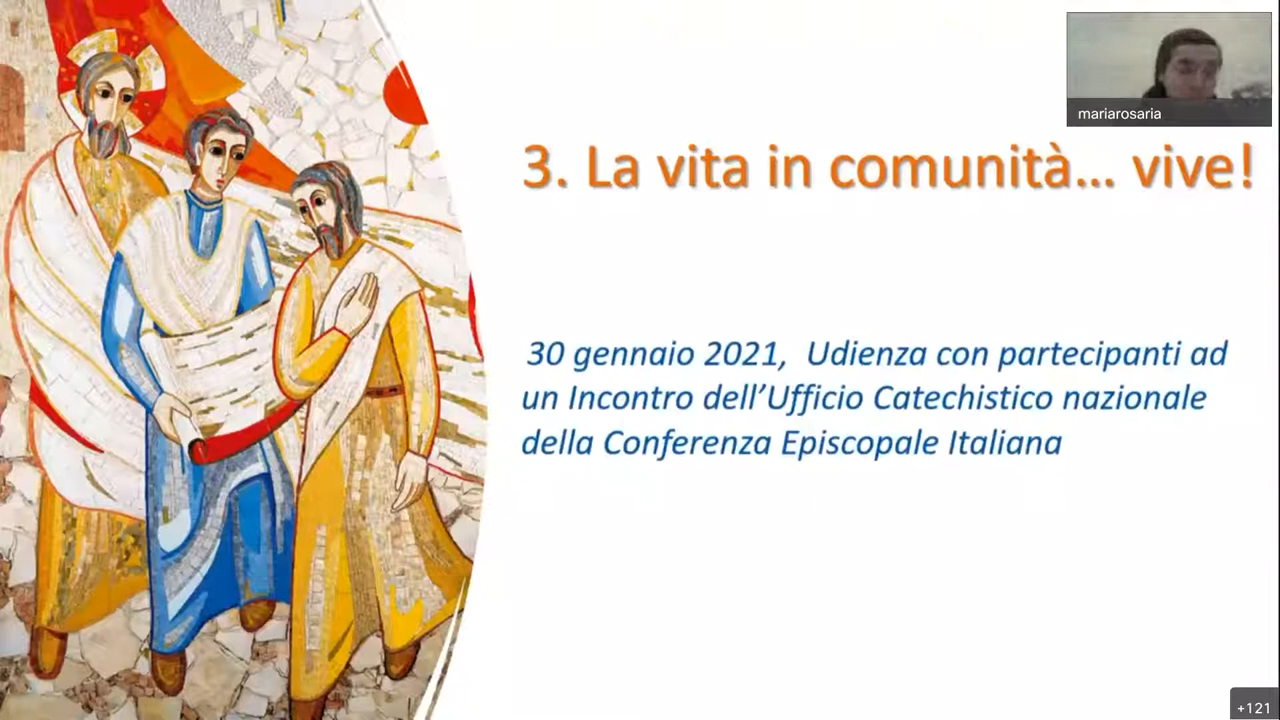 mariarosaria
3. La vita in comunità... vive!
30 gennaio 2021, Udienza con partecipanti ad
un Incontro dell’Ufficio Catechistico nazionale
della Conferenza Episcopale Italiana
+121